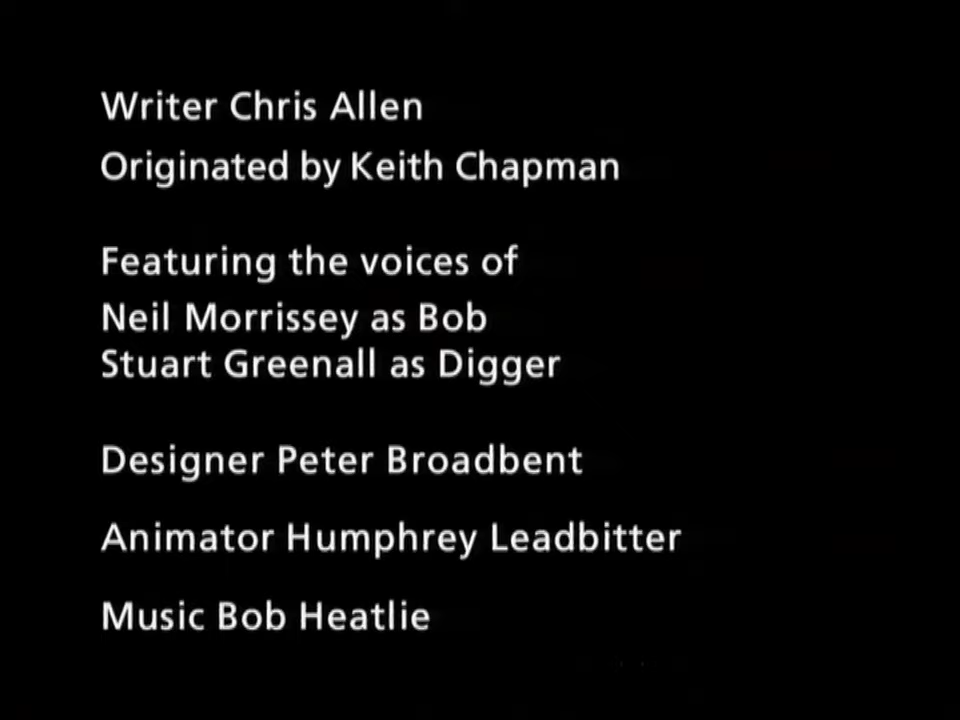 Writer Chris Allen
Originated by Keith Chapman
Featuring the voices of
Neil Morrissey as Bob
Stuart Greenall as Digger
Designer Peter Broadbent
Animator Humphrey Leadbitter
Music Bob Heatlie